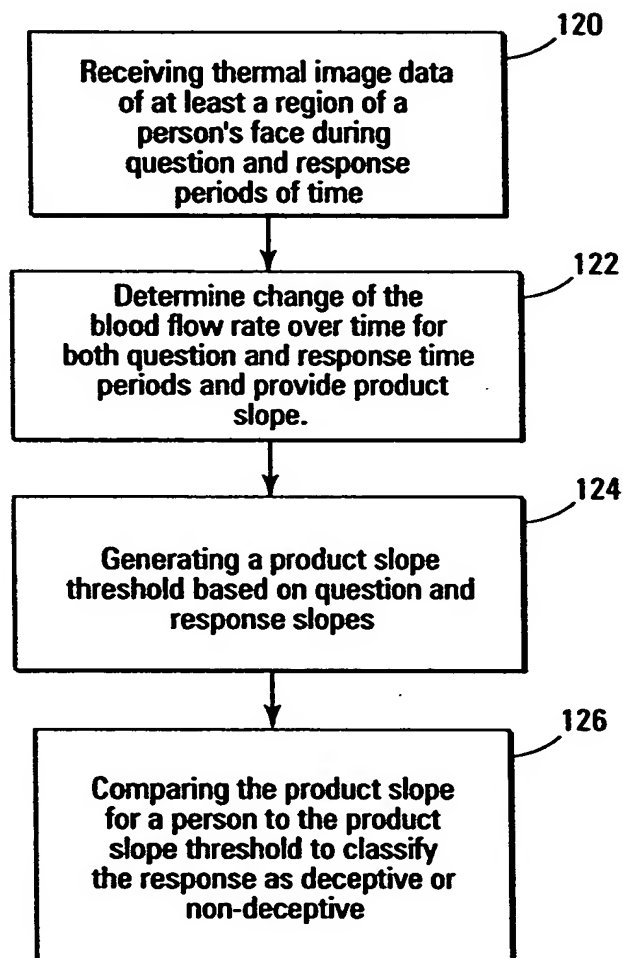 120
Receiving thermal image data
of at least a region of a
person's face during
question and response
periods of time
122
Determine change of the
blood flow rate over time for
both question and response time
periods and provide product
slope.
124
Generating a product slope
threshold based on question and
response slopes
126
Comparing the product slope
for a person to the product
slope threshold to classify
the response as deceptive or
non-deceptive